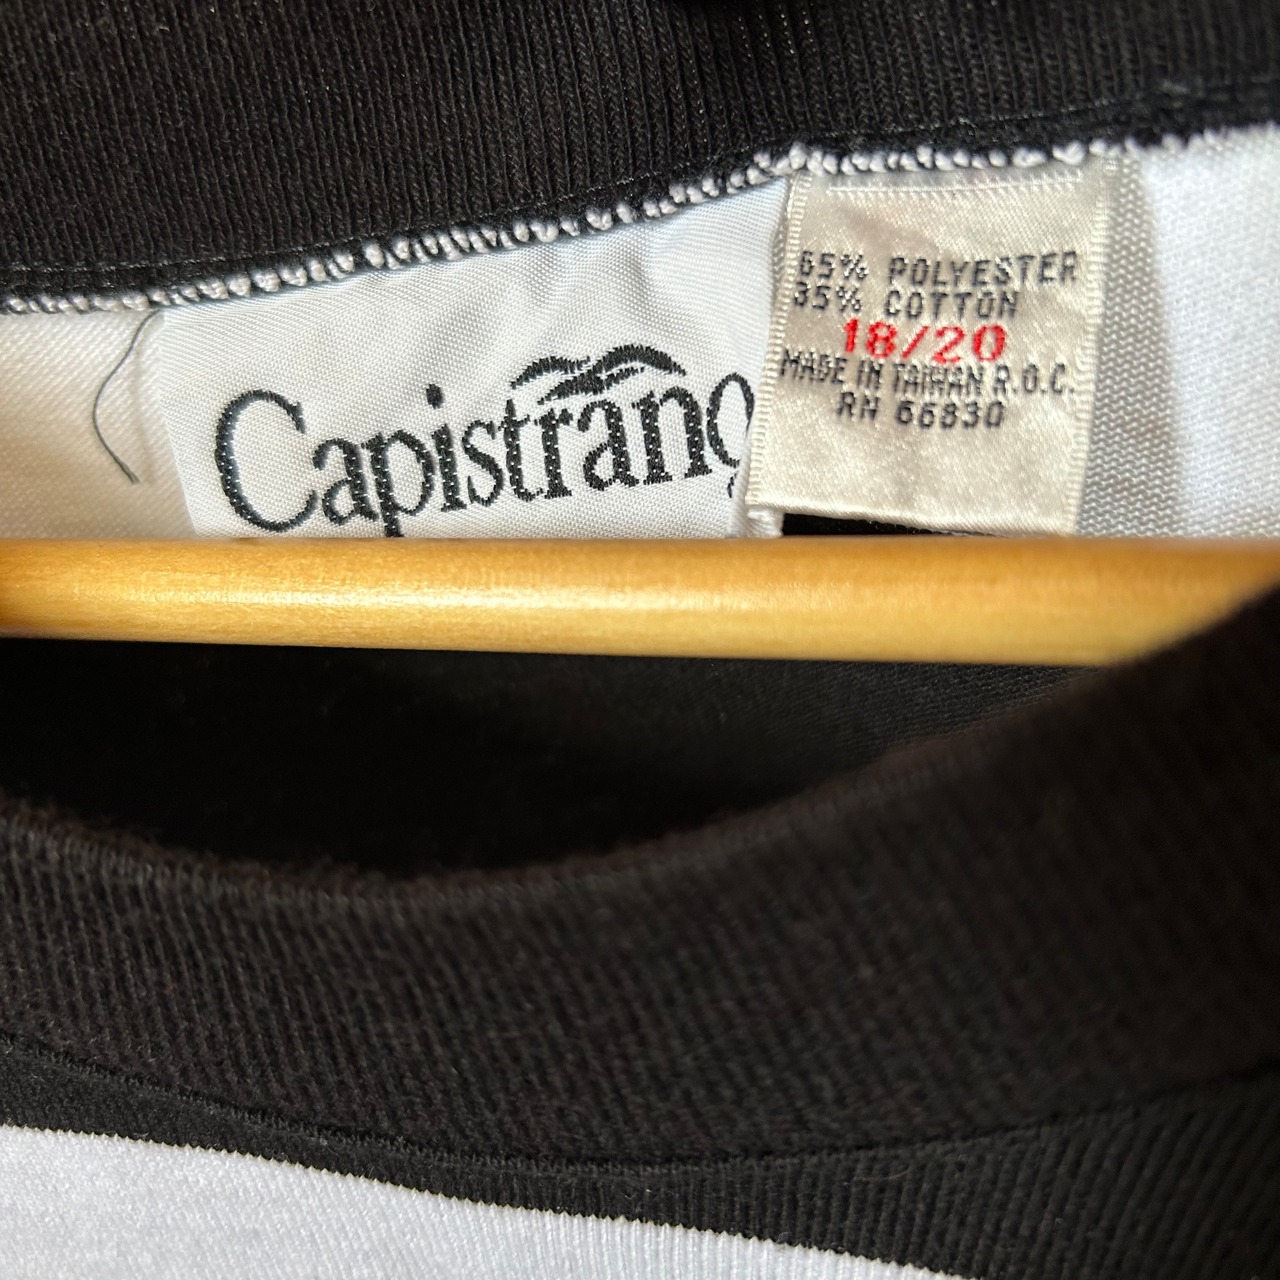 Capistrano
65% POLYESTER
35% COTTON
18/20
MADE IN TAIWAN R.O.C.
RN 66830